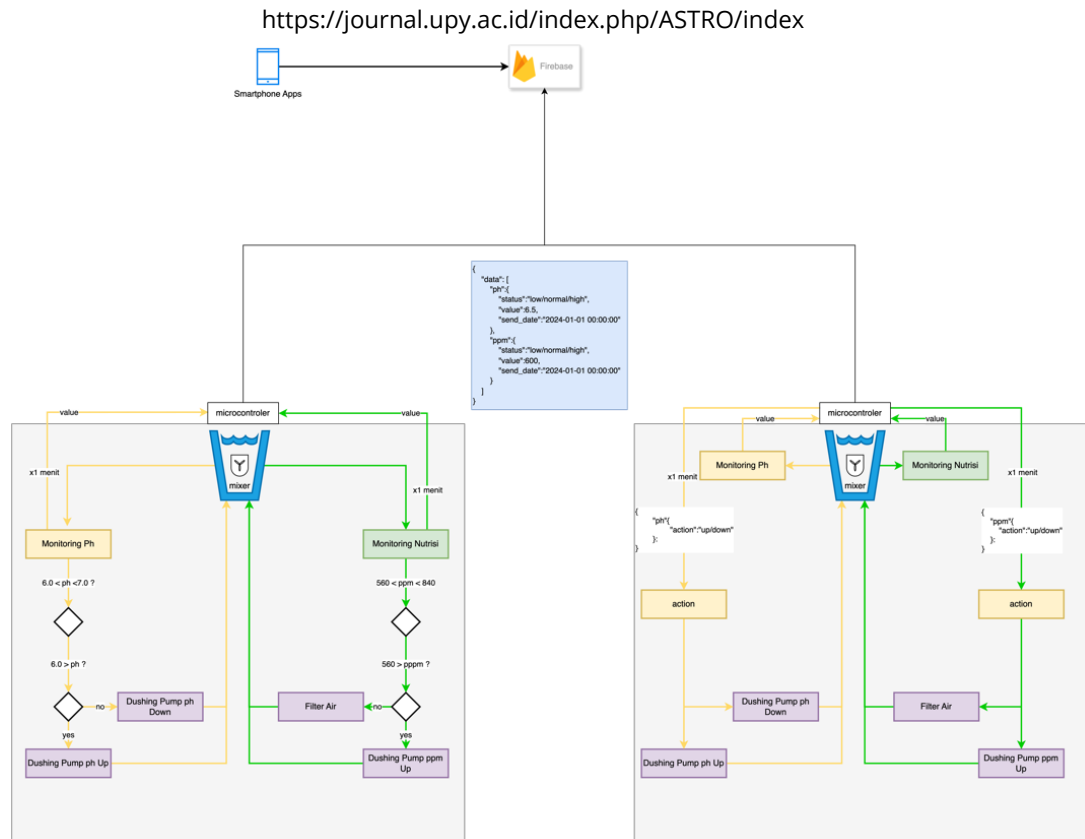 https://journal.upy.ac.id/index.php/ASTRO/index
Firebase
Smartphone Apps
{
"data": [
"ph":{
"status":"low/normal/high",
"value":6.5,
"send_date":"2024-01-01 00:00:00"
},
"ppm":{
"status":"low/normal/high",
"value":600,
"send_date":"2024-01-01 00:00:00"
}
]
}
value
microcontroler
value
mixer
x1 menit
x1 menit
Monitoring Ph
Monitoring Nutrisi
6.0 < ph <7.0 ?
560 < ppm < 840
6.0 > ph ?
560 > pppm ?
no
Dushing Pump ph
Down
Filter Air
no
yes
yes
Dushing Pump ph Up
Dushing Pump ppm
Up
microcontroler
value
value
Monitoring Ph
mixer
Monitoring Nutrisi
x1 menit
x1 menit
{
"ph"{
"action":"up/down"
};
}
{
"ppm"{
"action":"up/down"
};
}
action
action
Dushing Pump ph
Down
Filter Air
Dushing Pump ph Up
Dushing Pump ppm
Up